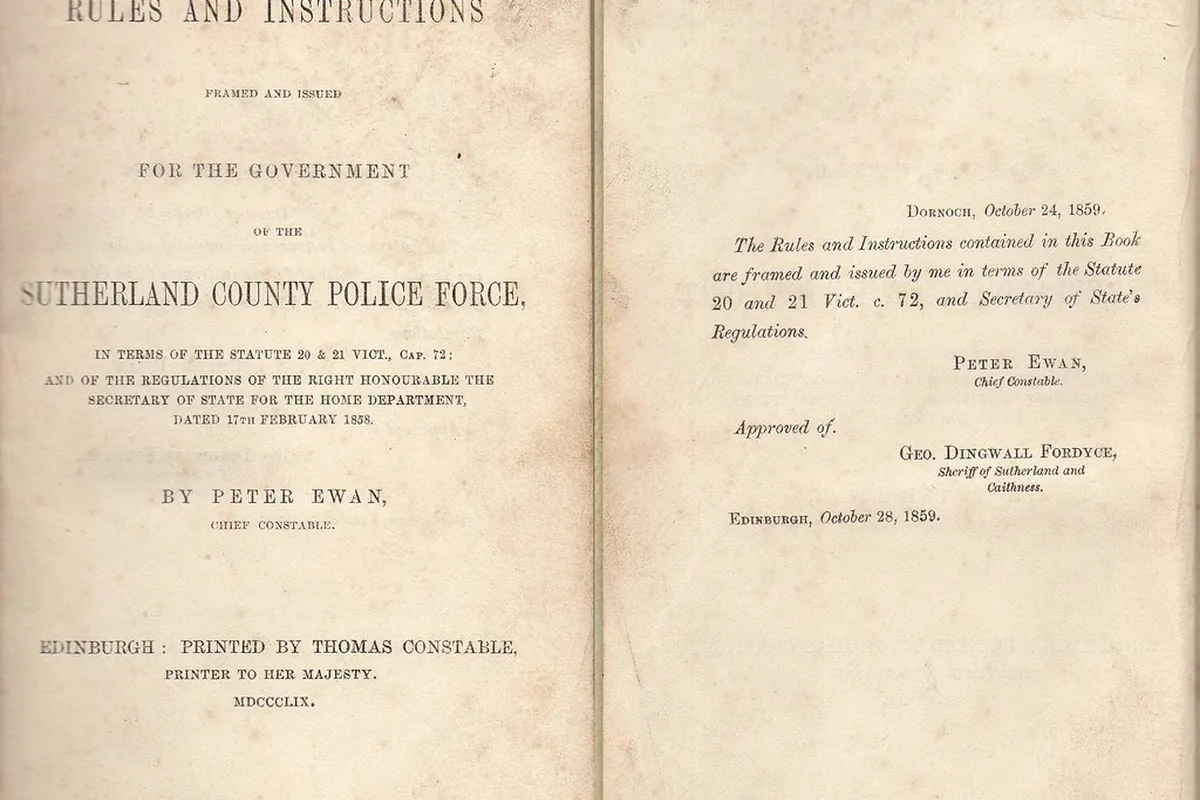 RULES AND INSTRUCTIONS
FRAMED AND ISSUED
FOR THE GOVERNMENT
OF THE
SUTHERLAND COUNTY POLICE FORCE,
IN TERMS OF THE STATUTE 20 & 21 VICT., CAP. 72;
AND OF THE REGULATIONS OF THE RIGHT HONOURABLE THE
SECRETARY OF STATE FOR THE HOME DEPARTMENT,
DATED 17TH FEBRUARY 1858.
BY PETER EWAN,
CHIEF CONSTABLE.
EDINBURGH : PRINTED BY THOMAS CONSTABLE,
PRINTER TO HER MAJESTY.
MDCCCLIX.
DORNOCH, October 24, 1859.
The Rules and Instructions contained in this Book
are framed and issued by me in terms of the Statute
20 and 21 Vict. c. 72, and Secretary of State's
Regulations.
PETER EWAN,
Chief Constable.
Approved of.
GEO. DINGWALL FORDYCE,
Sheriff of Sutherland and
Caithness.
EDINBURGH, October 28, 1859.